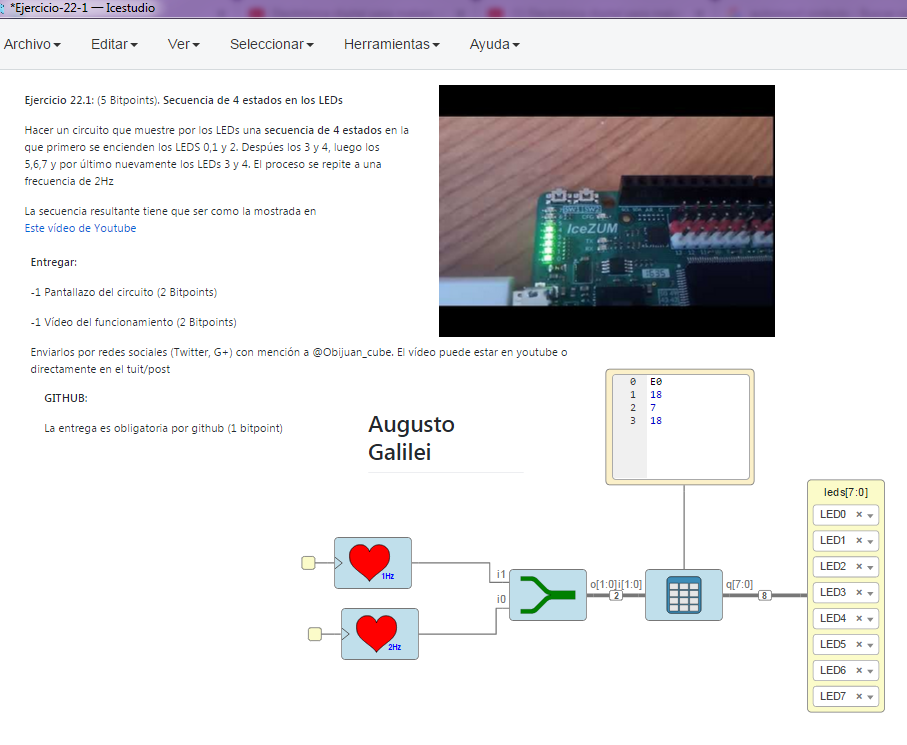 *Ejercicio-22-1 — Icestudio
Archivo Editar Ver Seleccionar Herramientas Ayuda
Ejercicio 22.1: (5 Bitpoints). Secuencia de 4 estados en los LEDs
Hacer un circuito que muestre por los LEDs una secuencia de 4 estados en la
que primero se encienden los LEDS 0,1 y 2. Despúes los 3 y 4, luego los
5,6,7 y por último nuevamente los LEDs 3 y 4. El proceso se repite a una
frecuencia de 2Hz
La secuencia resultante tiene que ser como la mostrada en
Este vídeo de Youtube
Entregar:
-1 Pantallazo del circuito (2 Bitpoints)
-1 Vídeo del funcionamiento (2 Bitpoints)
Enviarlos por redes sociales (Twitter, G+) con mención a @Obijuan_cube. El vídeo puede estar en youtube o
directamente en el tuit/post
GITHUB:
La entrega es obligatoria por github (1 bitpoint)
IceZUM
Augusto
Galilei
0 E0
1 18
2 7
3 18
1Hz
2Hz
i1
i0
o[1:0]
2
i[1:0]
q[7:0]
8
leds[7:0]
LED0
LED1
LED2
LED3
LED4
LED5
LED6
LED7